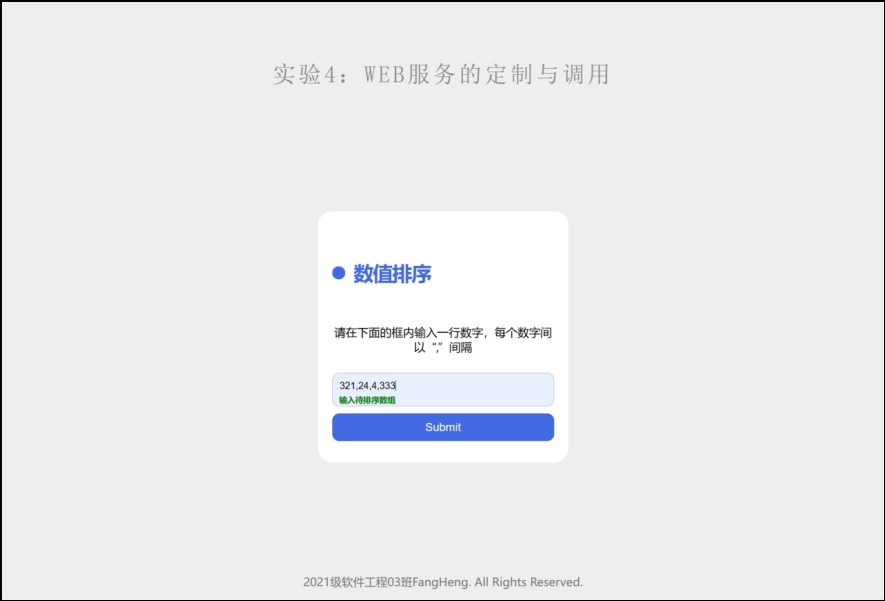 实验4：WEB服务的定制与调用
数值排序
请在下面的框内输入一行数字，每个数字间
以“,”间隔
321,24,4,333
输入待排序数组
Submit
2021级软件工程03班FangHeng. All Rights Reserved.